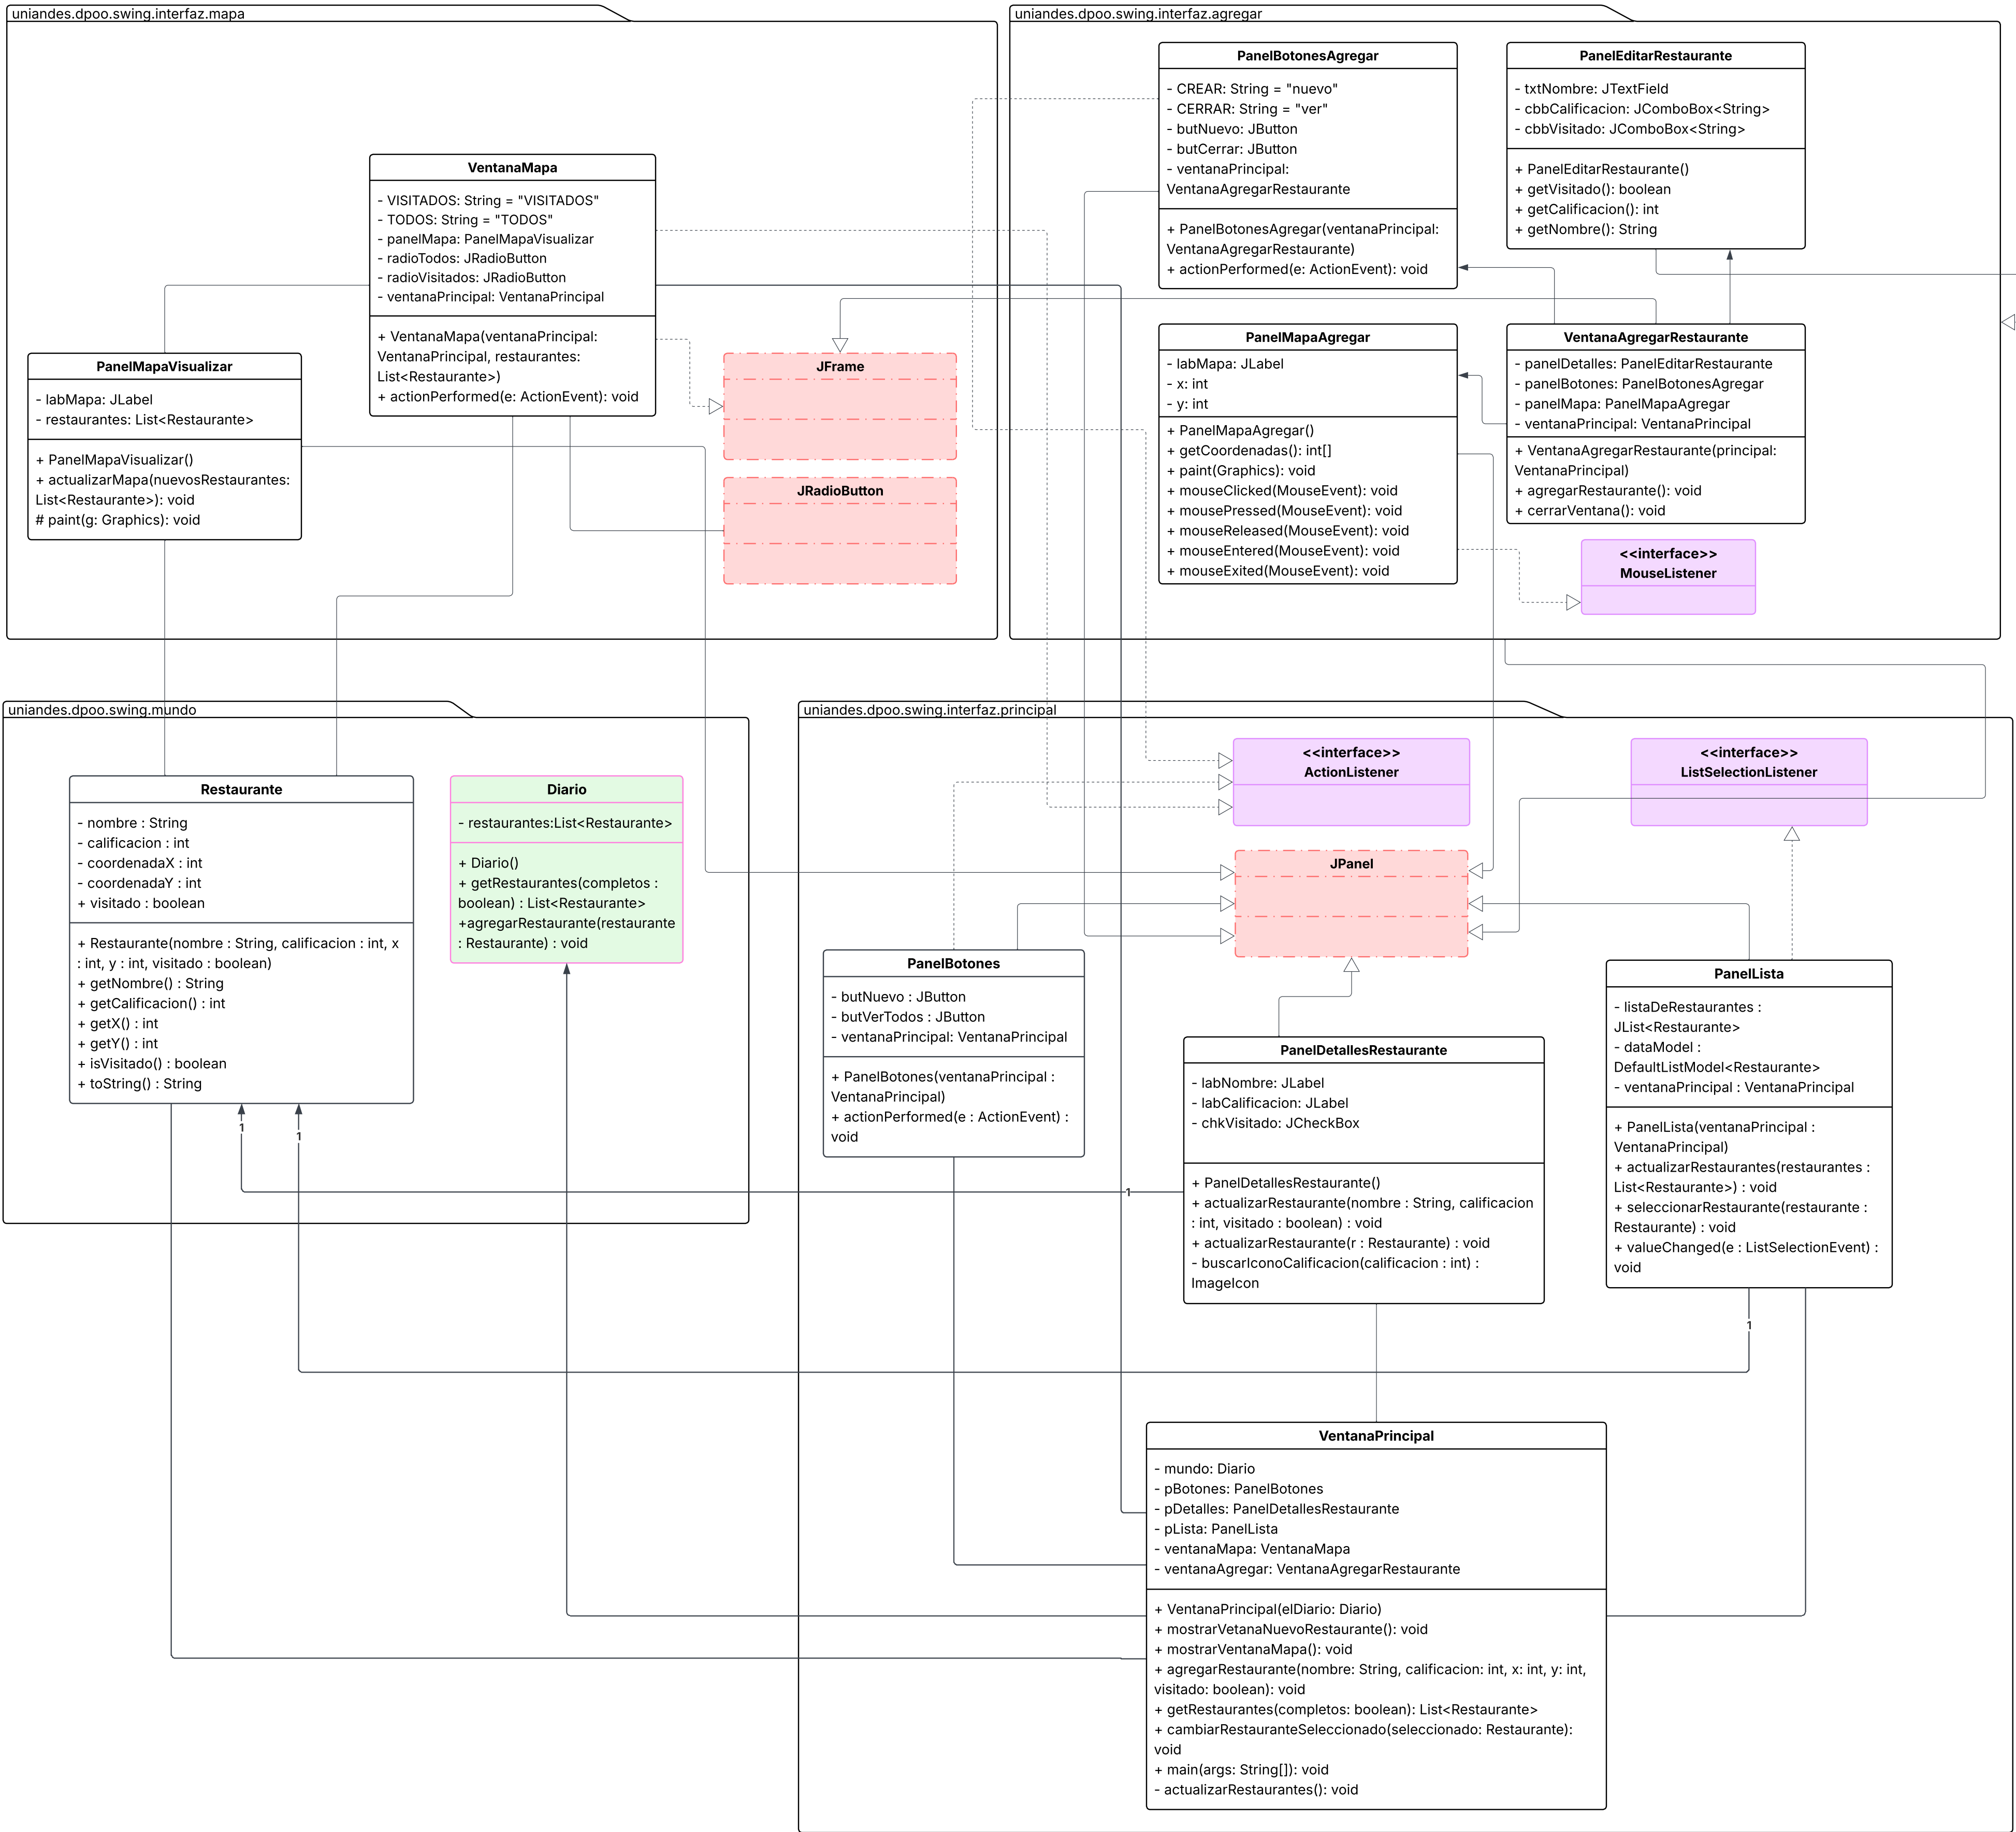 uniandes.dpoo.swing.interfaz.mapa
VentanaMapa
- VISITADOS: String = "VISITADOS"
- TODOS: String = "TODOS"
- panelMapa: PanelMapaVisualizar
- radioTodos: JRadioButton
- radioVisitados: JRadioButton
- ventanaPrincipal: VentanaPrincipal
+ VentanaMapa(ventanaPrincipal:
VentanaPrincipal, restaurantes:
List<Restaurante>)
+ actionPerformed(e: ActionEvent): void
PanelMapaVisualizar
- labMapa: JLabel
- restaurantes: List<Restaurante>
+ PanelMapaVisualizar()
+ actualizarMapa(nuevosRestaurantes:
List<Restaurante>): void
# paint(g: Graphics): void
JFrame
JRadioButton
uniandes.dpoo.swing.interfaz.agregar
PanelBotonesAgregar
- CREAR: String = "nuevo"
- CERRAR: String = "ver"
- butNuevo: JButton
- butCerrar: JButton
- ventanaPrincipal:
VentanaAgregarRestaurante
+ PanelBotonesAgregar(ventanaPrincipal:
VentanaAgregarRestaurante)
+ actionPerformed(e: ActionEvent): void
PanelEditarRestaurante
- txtNombre: JTextField
- cbbCalificacion: JComboBox<String>
- cbbVisitado: JComboBox<String>
+ PanelEditarRestaurante()
+ getVisitado(): boolean
+ getCalificacion(): int
+ getNombre(): String
PanelMapaAgregar
- labMapa: JLabel
- x: int
- y: int
+ PanelMapaAgregar()
+ getCoordenadas(): int[]
+ paint(Graphics): void
+ mouseClicked(MouseEvent): void
+ mousePressed(MouseEvent): void
+ mouseReleased(MouseEvent): void
+ mouseEntered(MouseEvent): void
+ mouseExited(MouseEvent): void
VentanaAgregarRestaurante
- panelDetalles: PanelEditarRestaurante
- panelBotones: PanelBotonesAgregar
- panelMapa: PanelMapaAgregar
- ventanaPrincipal: VentanaPrincipal
+ VentanaAgregarRestaurante(principal:
VentanaPrincipal)
+ agregarRestaurante(): void
+ cerrarVentana(): void
<<interface>>
MouseListener
uniandes.dpoo.swing.mundo
Restaurante
- nombre : String
- calificacion : int
- coordenadaX : int
- coordenadaY : int
+ visitado : boolean
+ Restaurante(nombre : String, calificacion : int, x
: int, y : int, visitado : boolean)
+ getNombre() : String
+ getCalificacion() : int
+ getX() : int
+ getY() : int
+ isVisitado() : boolean
+ toString() : String
1
1
Diario
- restaurantes:List<Restaurante>
+ Diario()
+ getRestaurantes(completos :
boolean) : List<Restaurante>
+agregarRestaurante(restaurante
: Restaurante) : void
uniandes.dpoo.swing.interfaz.principal
<<interface>>
ActionListener
<<interface>>
ListSelectionListener
JPanel
PanelBotones
- butNuevo : JButton
- butVerTodos : JButton
- ventanaPrincipal: VentanaPrincipal
+ PanelBotones(ventanaPrincipal :
VentanaPrincipal)
+ actionPerformed(e : ActionEvent) :
void
1
PanelDetallesRestaurante
- labNombre: JLabel
- labCalificacion: JLabel
- chkVisitado: JCheckBox
+ PanelDetallesRestaurante()
+ actualizarRestaurante(nombre : String, calificacion
: int, visitado : boolean) : void
+ actualizarRestaurante(r : Restaurante) : void
- buscarIconoCalificacion(calificacion : int) :
ImageIcon
PanelLista
- listaDeRestaurantes :
JList<Restaurante>
- dataModel :
DefaultListModel<Restaurante>
- ventanaPrincipal : VentanaPrincipal
+ PanelLista(ventanaPrincipal :
VentanaPrincipal)
+ actualizarRestaurantes(restaurantes :
List<Restaurante>) : void
+ seleccionarRestaurante(restaurante :
Restaurante) : void
+ valueChanged(e : ListSelectionEvent) :
void
1
VentanaPrincipal
- mundo: Diario
- pBotones: PanelBotones
- pDetalles: PanelDetallesRestaurante
- pLista: PanelLista
- ventanaMapa: VentanaMapa
- ventanaAgregar: VentanaAgregarRestaurante
+ VentanaPrincipal(elDiario: Diario)
+ mostrarVetanaNuevoRestaurante(): void
+ mostrarVentanaMapa(): void
+ agregarRestaurante(nombre: String, calificacion: int, x: int, y: int,
visitado: boolean): void
+ getRestaurantes(completos: boolean): List<Restaurante>
+ cambiarRestauranteSeleccionado(seleccionado: Restaurante):
void
+ main(args: String[]): void
- actualizarRestaurantes(): void